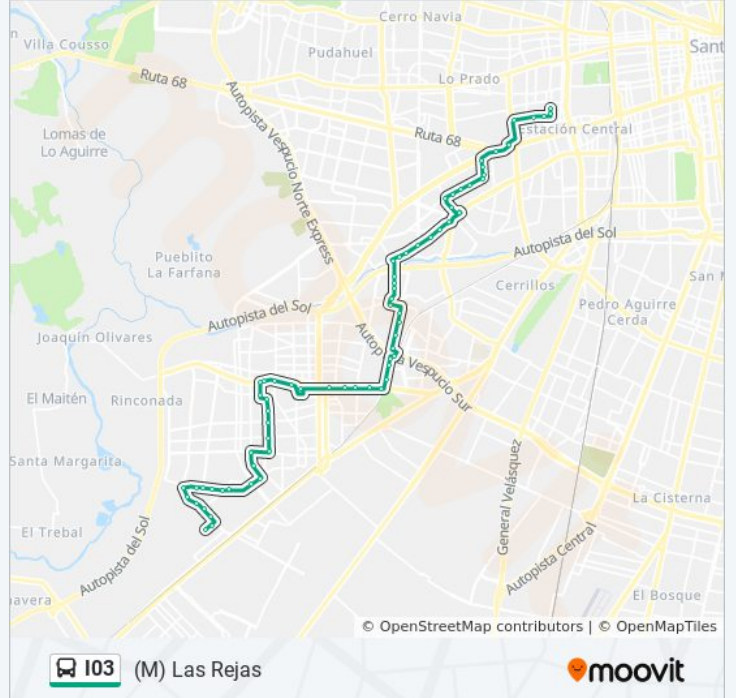 Cerro Navia
n
Villa Cousso
Sant
Pudahuel
Lo Prado
Ruta 68
Autopista Vespucio Norte Express
Lomas de
Lo Aguirre
Ruta 68
Estación Central
Autopista del Sol
Pueblito
La Farfana
San M
Cerrillos
Pedro Aguirre
Cerda
Autopista del Sol
Joaquín Olivares
Autopista Vespucio Sur
El Maitén
Rinconada
Santa Margarita
General Velásquez
La Cisterna
El Trebal
Autopista del Sol
Autopista Central
El Bosque
avera
© OpenStreetMap contributors | © OpenMapTiles
I03
(M) Las Rejas
moovit